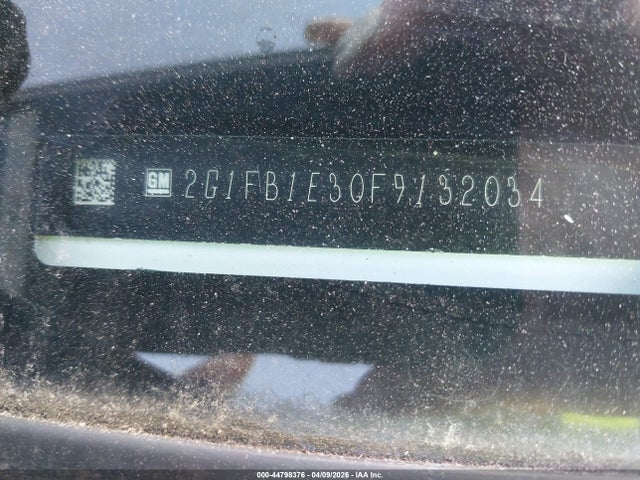 GM 2G1FB1E30F9132034
000-44798376 | 04/09/2026 - IAA Inc.